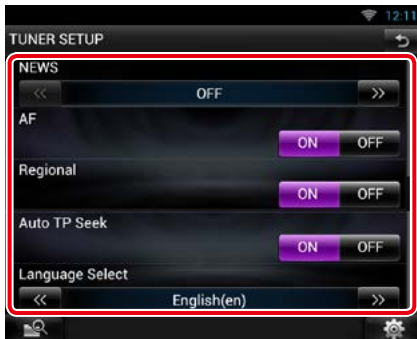 12:11
TUNER SETUP
NEWS
<< OFF >>
AF
ON OFF
Regional
ON OFF
Auto TP Seek
ON OFF
Language Select
<< English(en) >>